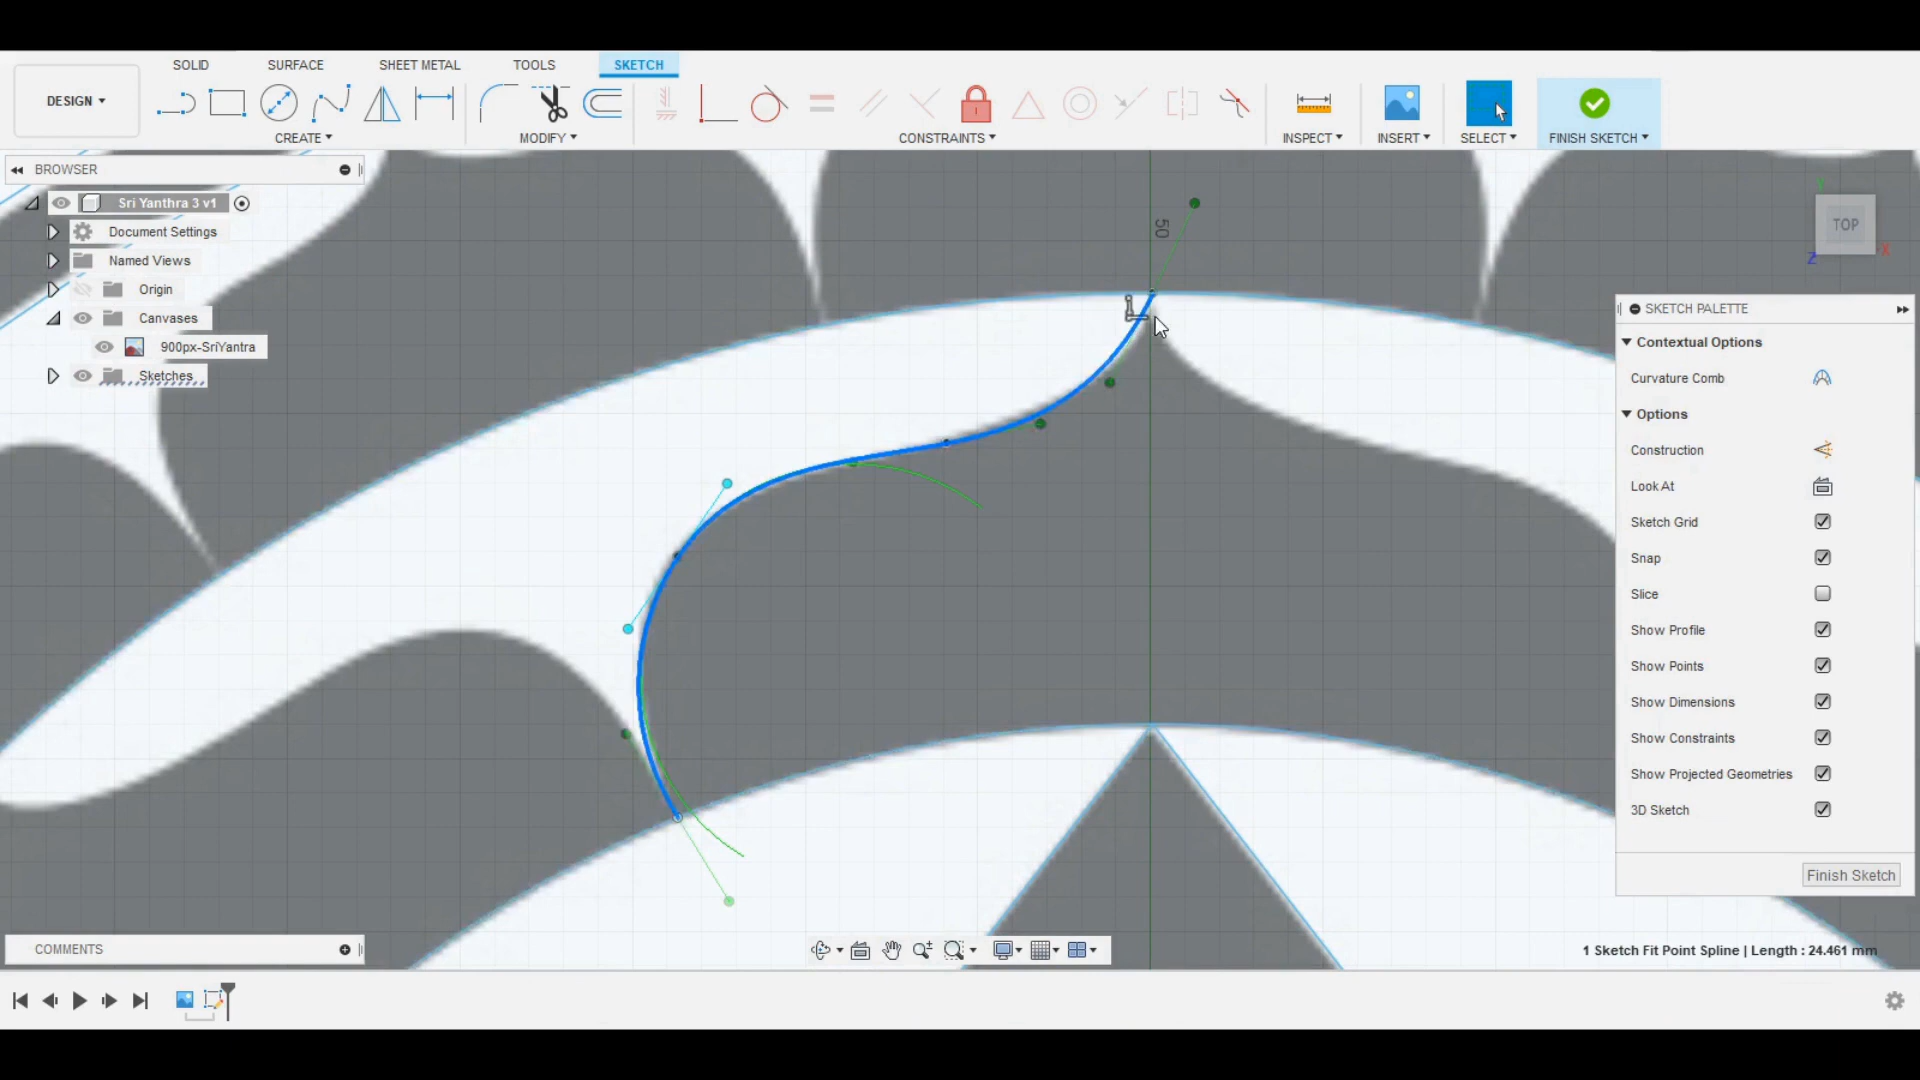 SOLID SURFACE SHEET METAL TOOLS SKETCH
DESIGN
CREATE MODIFY CONSTRAINTS INSPECT INSERT SELECT FINISH SKETCH
BROWSER
Sri Yanthra 3 v1
Document Settings
Named Views
Origin
Canvases
900px-SriYantra
Sketches
50
Y
TOP
X
Z
SKETCH PALETTE
Contextual Options
Curvature Comb
Options
Construction
Look At
Sketch Grid
Snap
Slice
Show Profile
Show Points
Show Dimensions
Show Constraints
Show Projected Geometries
3D Sketch
Finish Sketch
COMMENTS
1 Sketch Fit Point Spline | Length : 24.461 mm